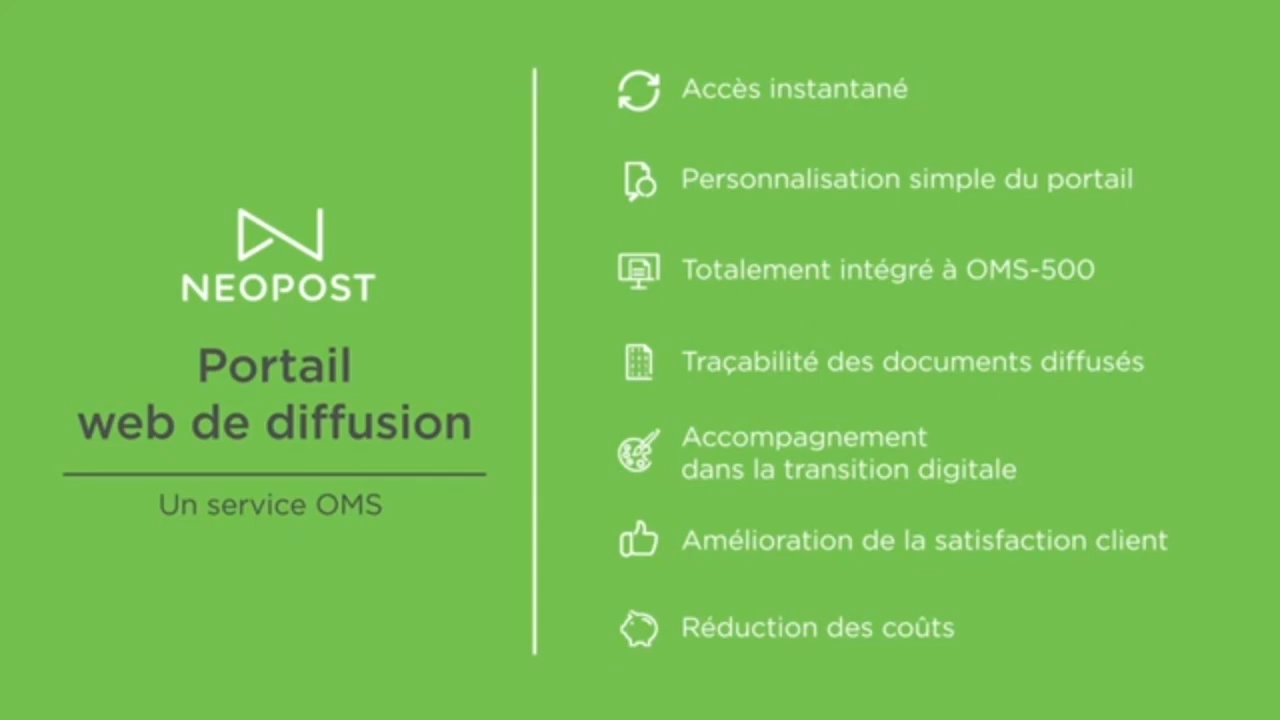 NEOPOST
Portail
web de diffusion
Un service OMS
Accès instantané
Personnalisation simple du portail
Totalement intégré à OMS-500
Traçabilité des documents diffusés
Accompagnement
dans la transition digitale
Amélioration de la satisfaction client
Réduction des coûts